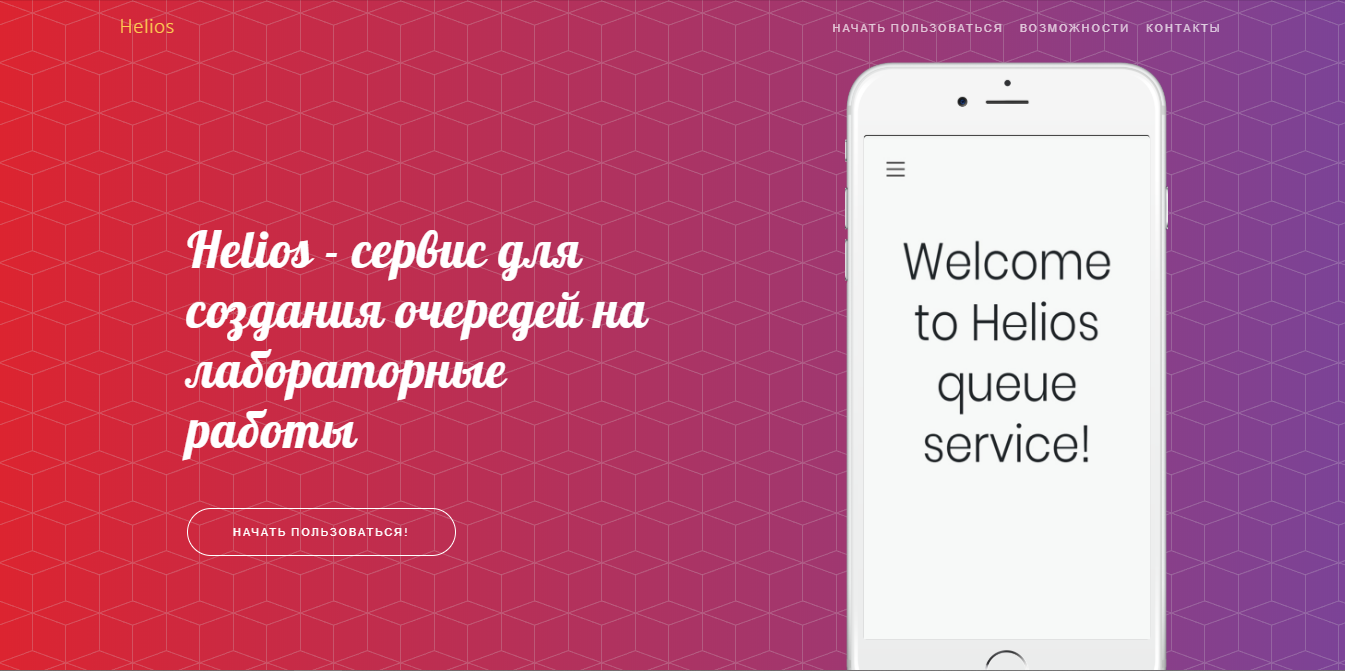 Helios
НАЧАТЬ ПОЛЬЗОВАТЬСЯ ВОЗМОЖНОСТИ КОНТАКТЫ
Helios - сервис для
создания очередей на
лабораторные
работы
НАЧАТЬ ПОЛЬЗОВАТЬСЯ!
Welcome
to Helios
queue
service!